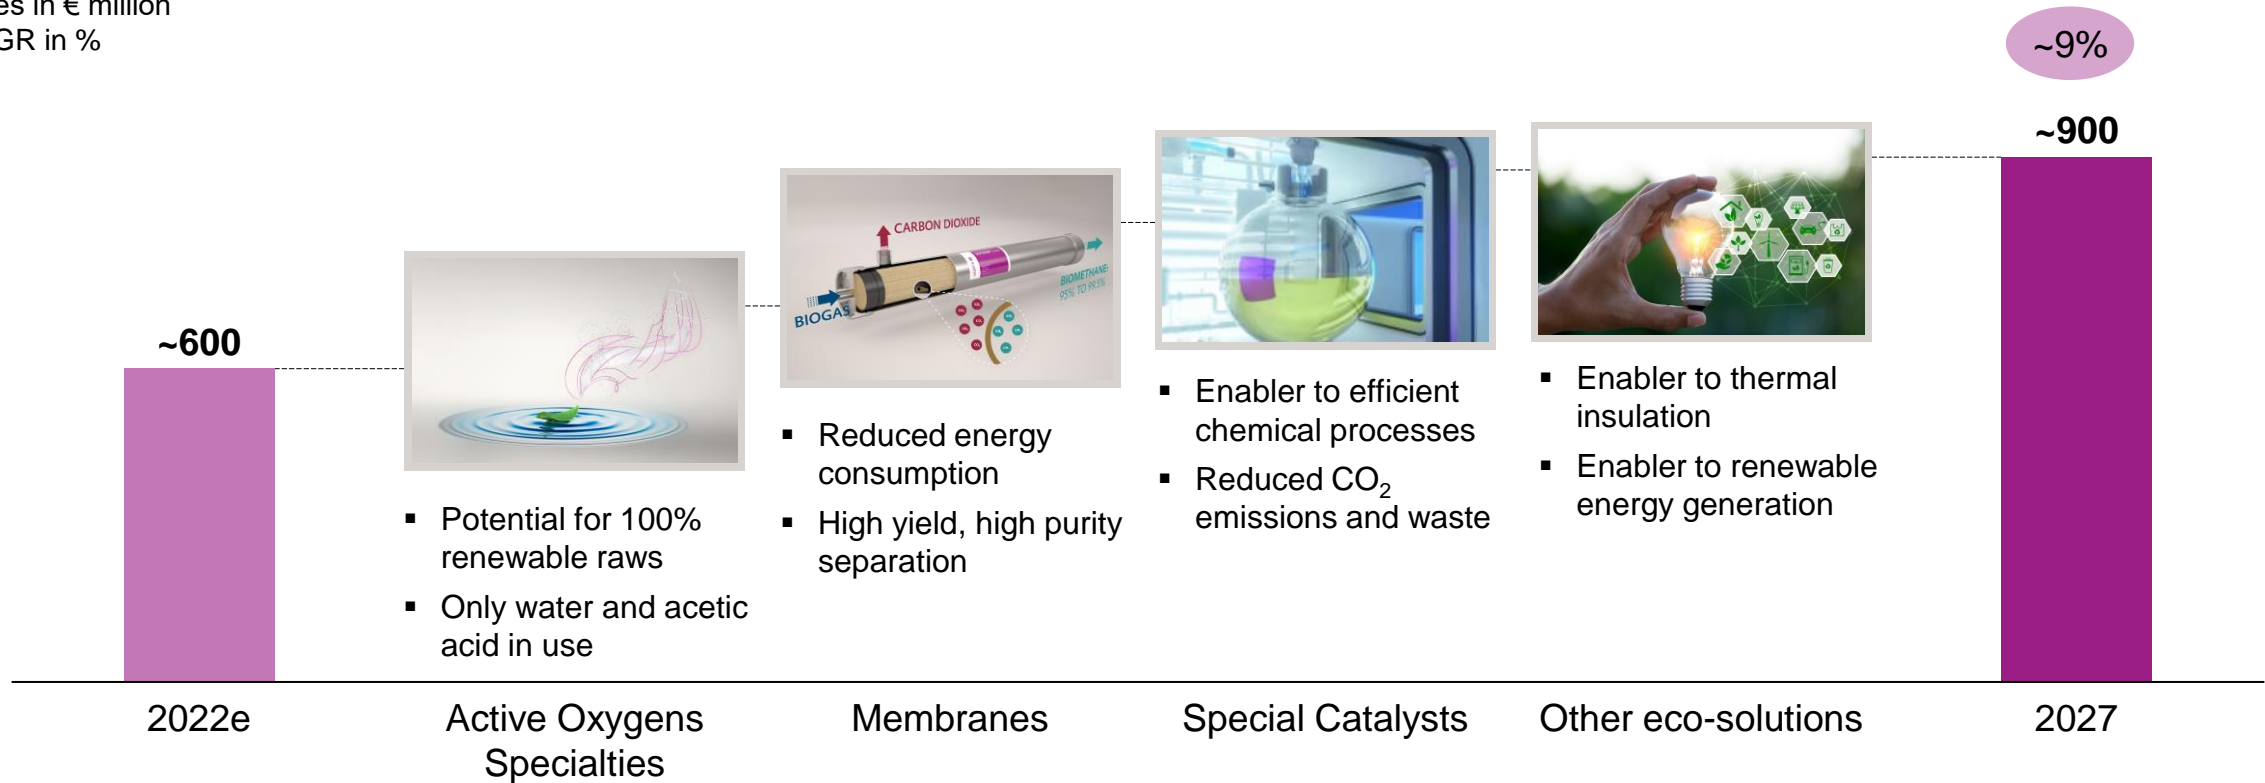 es in € million
GR in %
~9%
~900
~600
CARBON DIOXIDE
BIOGAS
BIOMETHANE:
95% TO 99.5%
▪ Potential for 100%
renewable raws
▪ Only water and acetic
acid in use
▪ Reduced energy
consumption
▪ High yield, high purity
separation
▪ Enabler to efficient
chemical processes
▪ Reduced CO₂
emissions and waste
▪ Enabler to thermal
insulation
▪ Enabler to renewable
energy generation
2022e
Active Oxygens
Specialties
Membranes
Special Catalysts
Other eco-solutions
2027